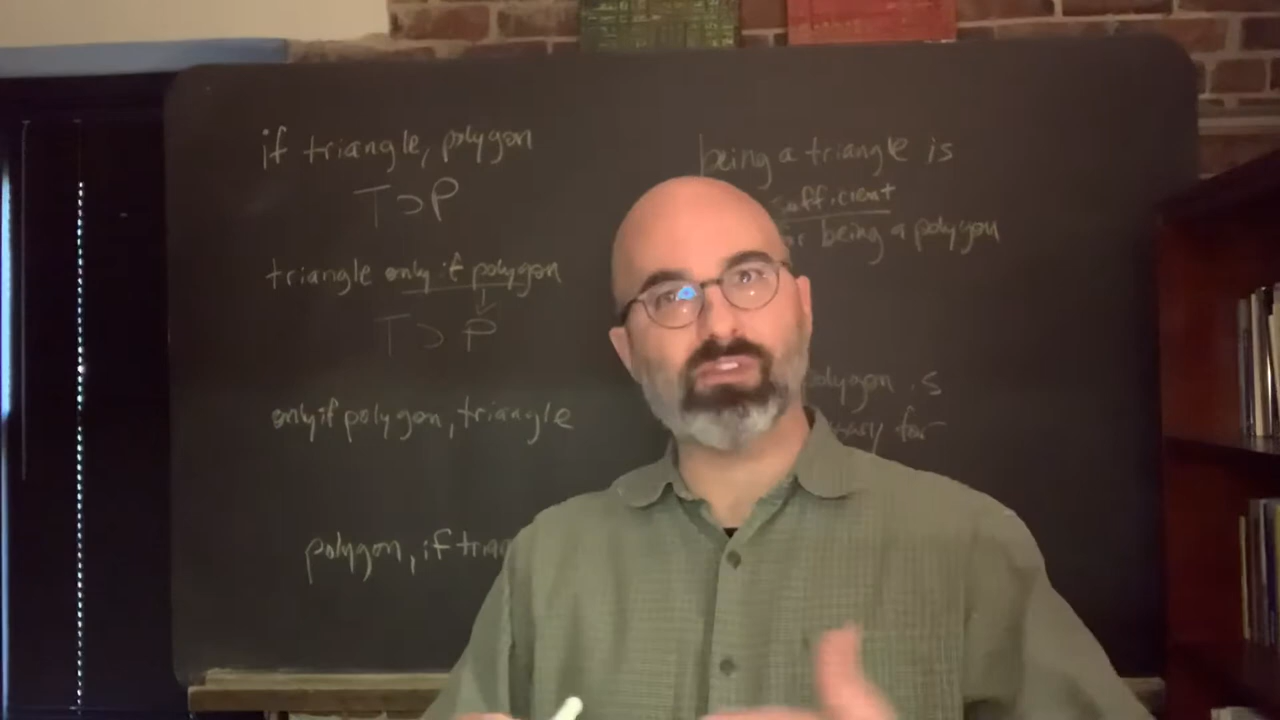 if triangle, polygon
T⊃P
triangle only if polygon
T ⊃ P
only if polygon, triangle
polygon, if
being a triangle is
sufficient
being a polygon
polygon is
for